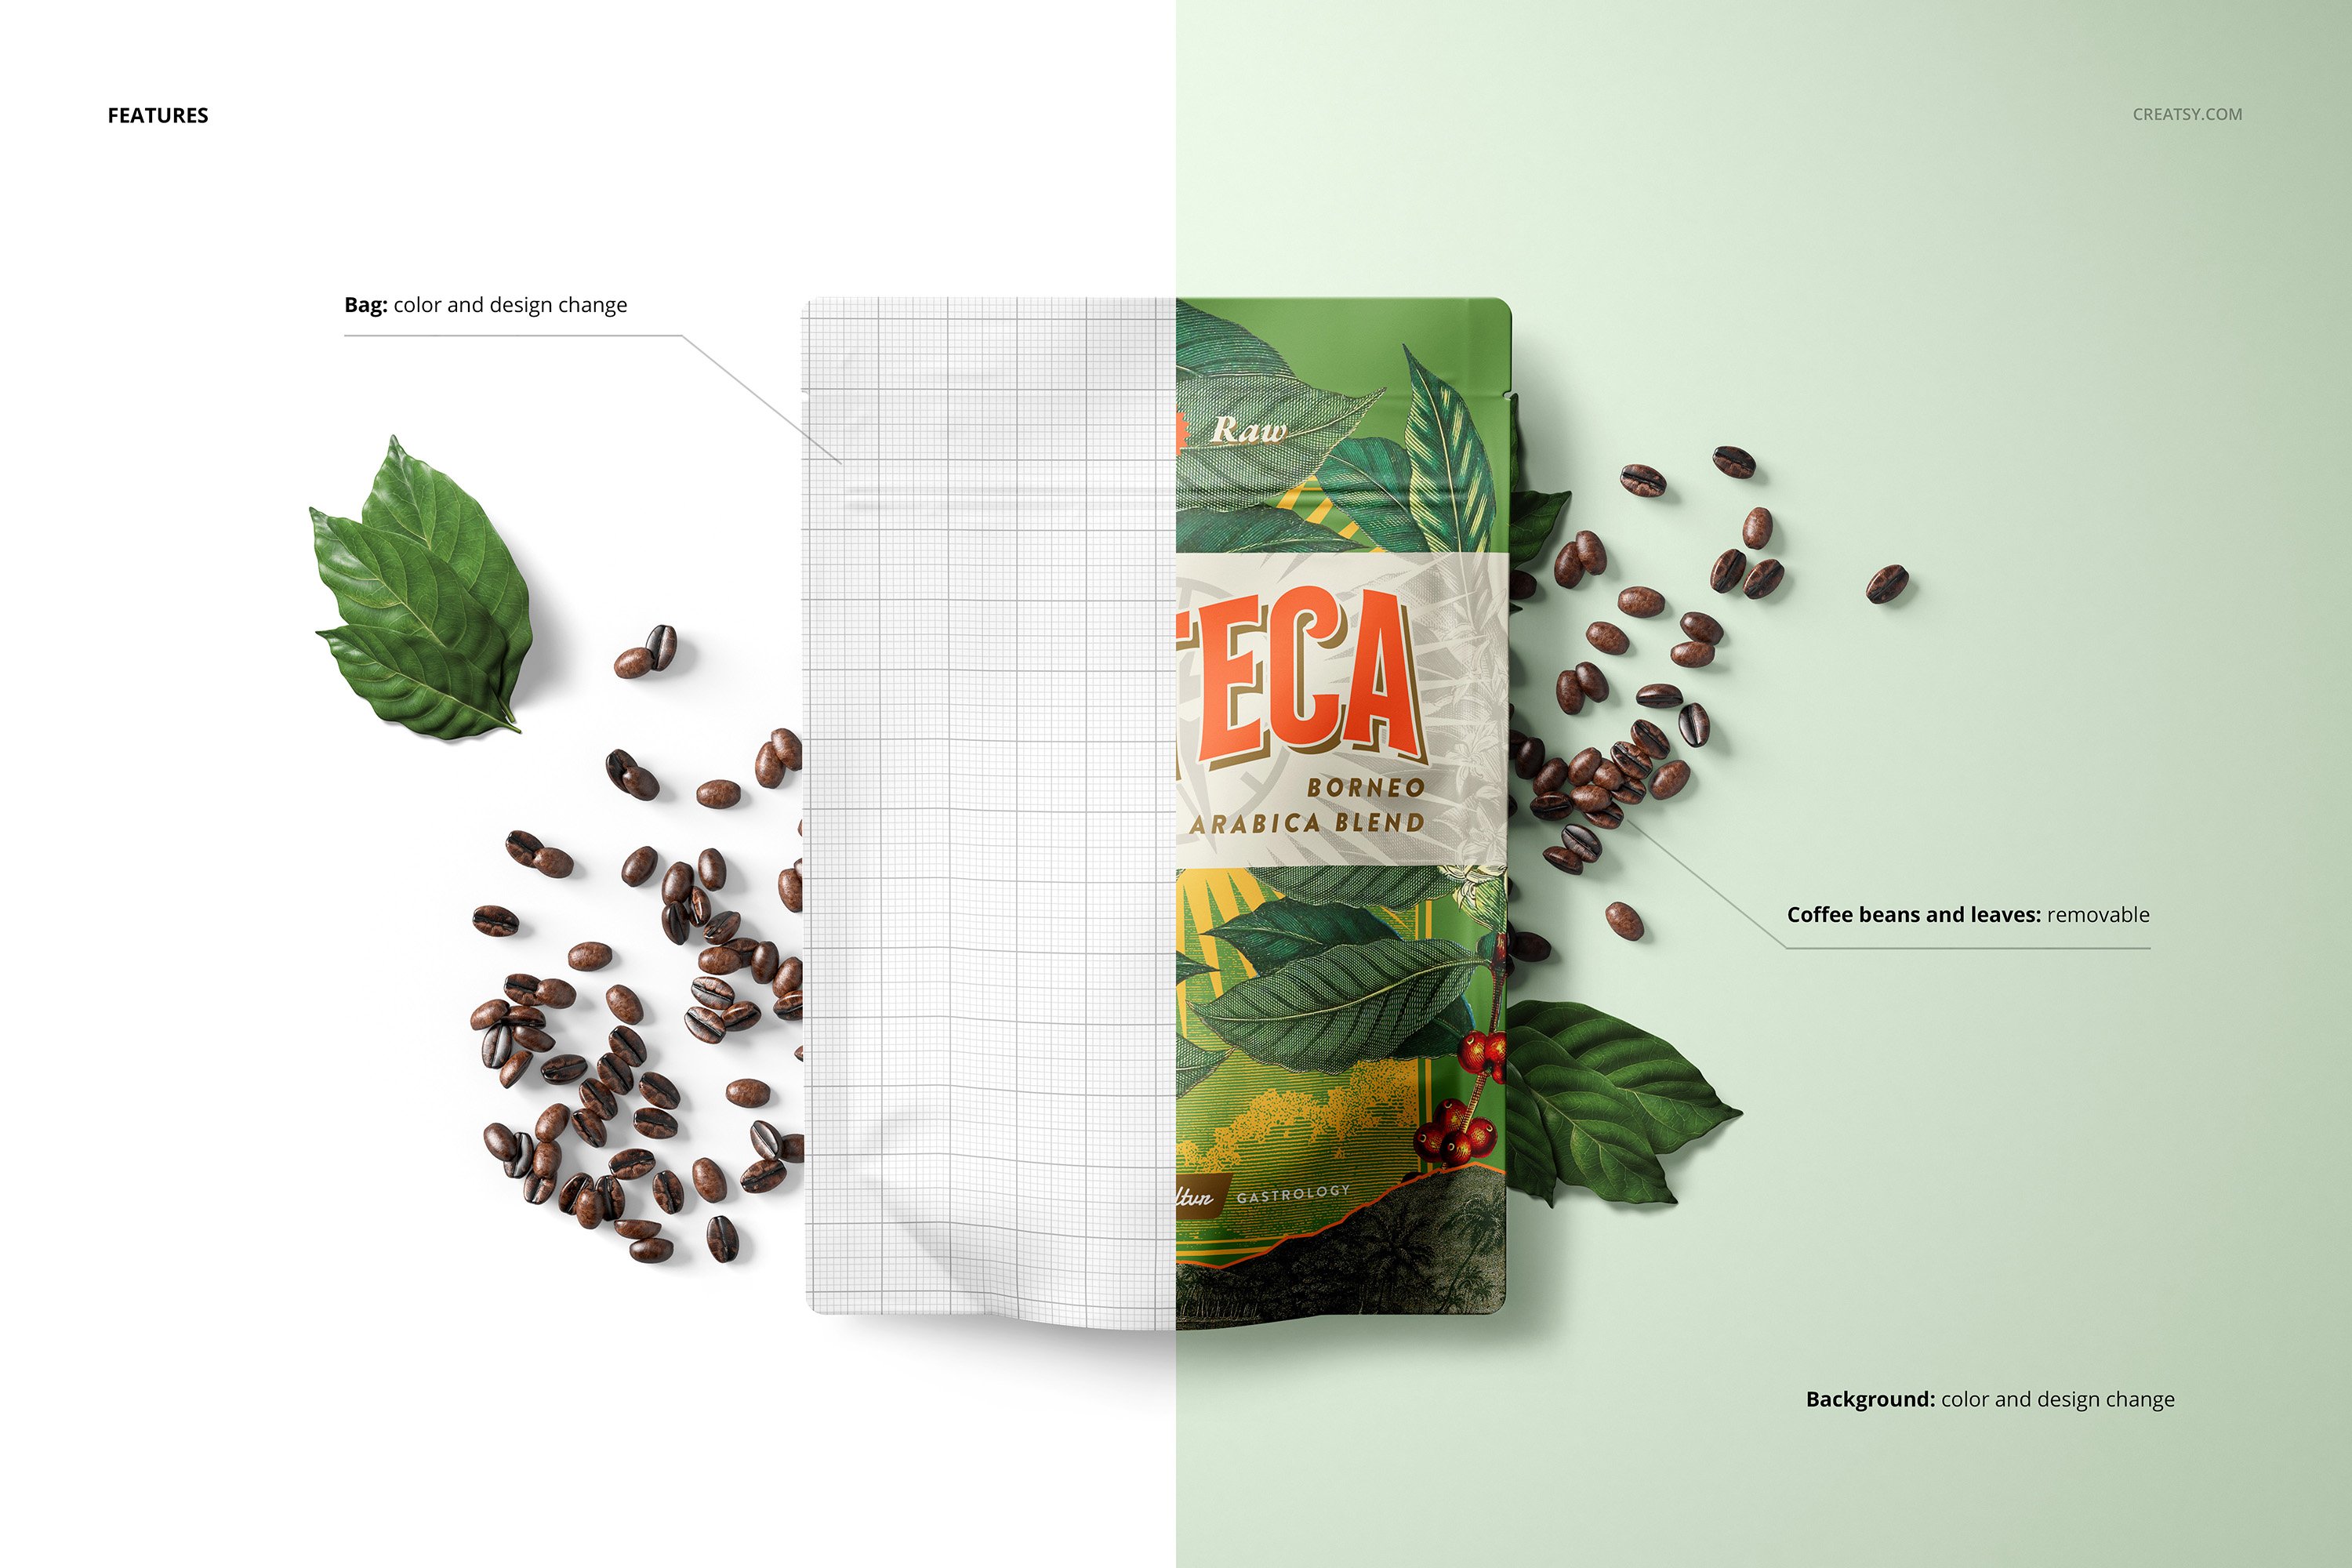 FEATURES
CREATSY.COM
Bag: color and design change
Raw
TECA
BORNEO
ARABICA BLEND
Coffee beans and leaves: removable
GASTROLOGY
Background: color and design change